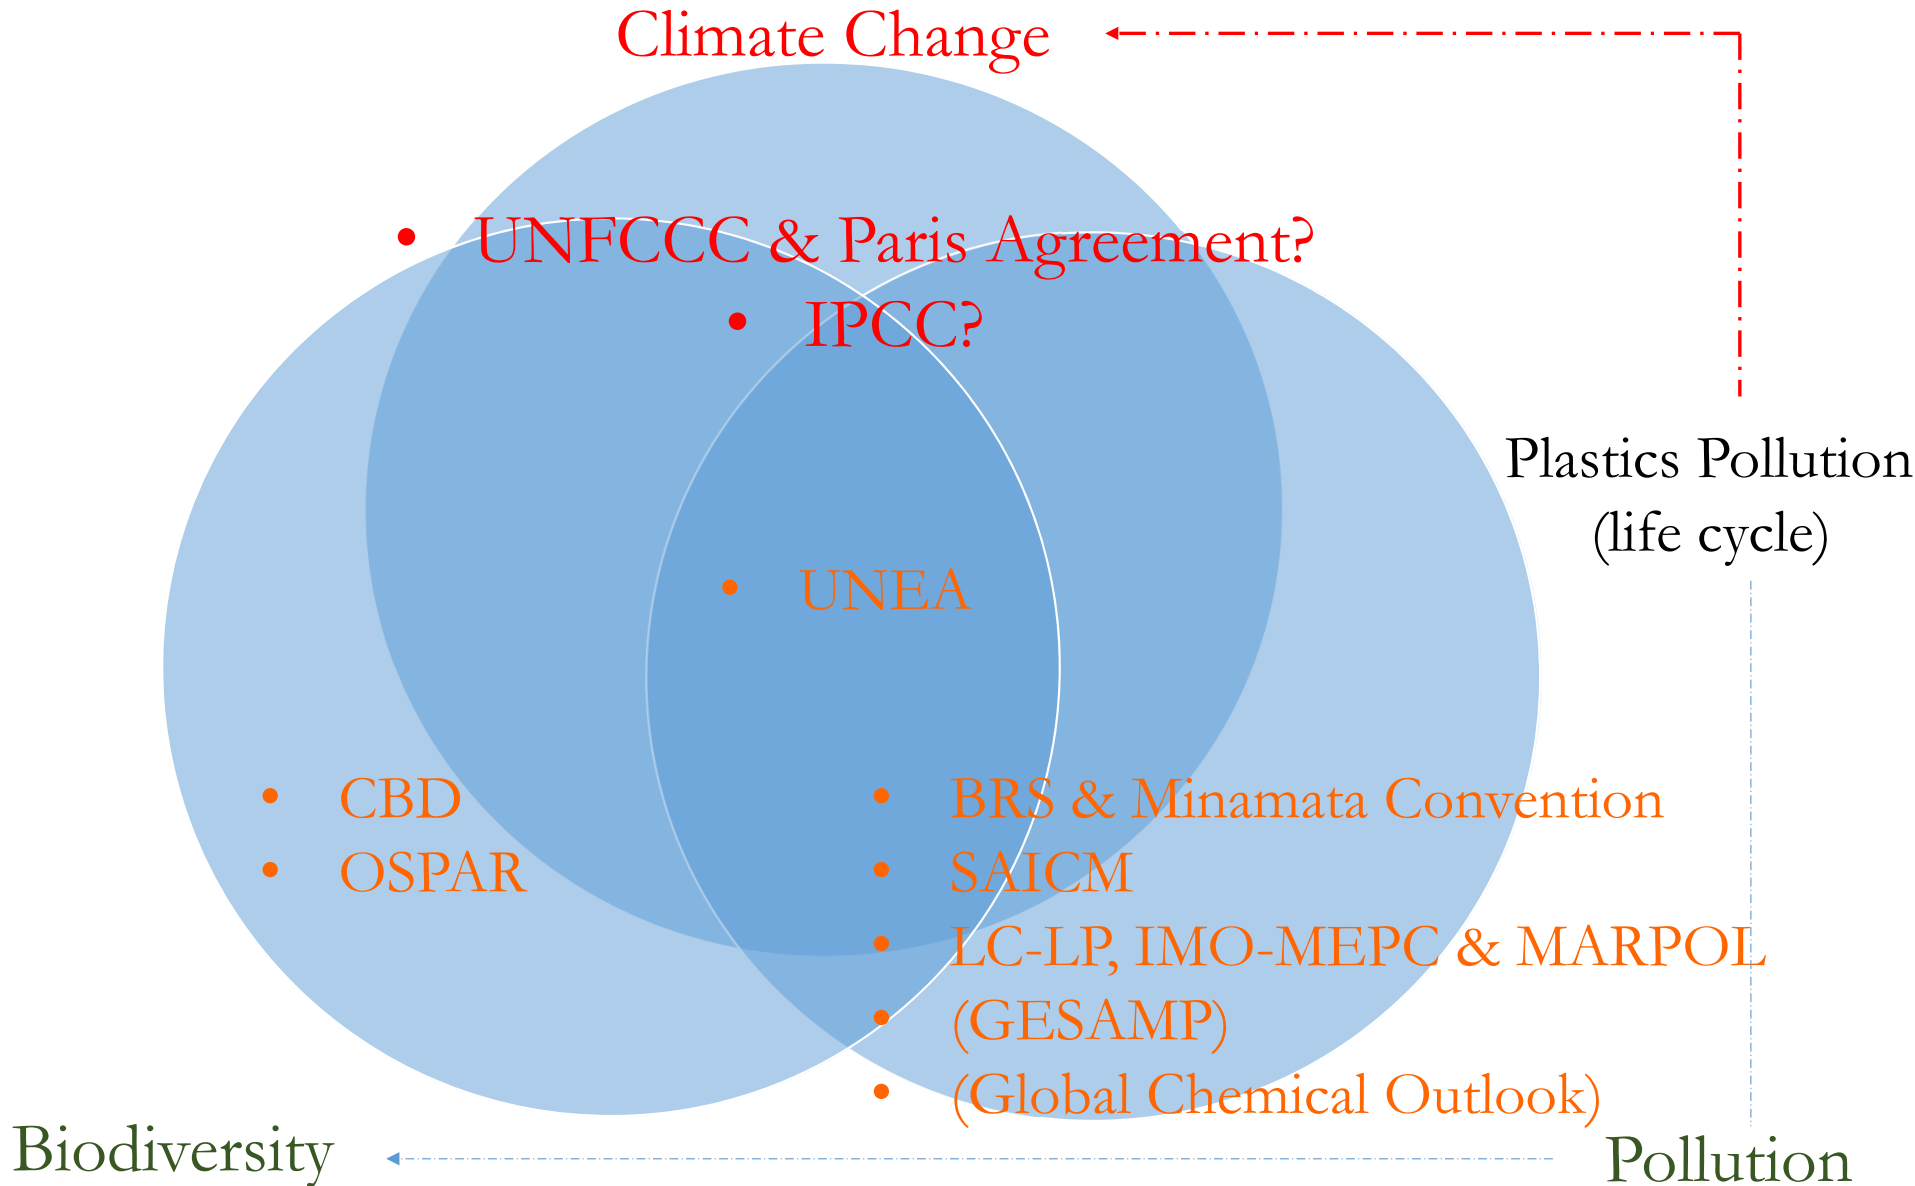 Climate Change
• UNFCCC & Paris Agreement?
• IPCC?
Plastics Pollution
(life cycle)
• UNEA
• CBD
• OSPAR
• BRS & Minamata Convention
• SAICM
• LC-LP, IMO-MEPC & MARPOL
• (GESAMP)
• (Global Chemical Outlook)
Biodiversity
Pollution